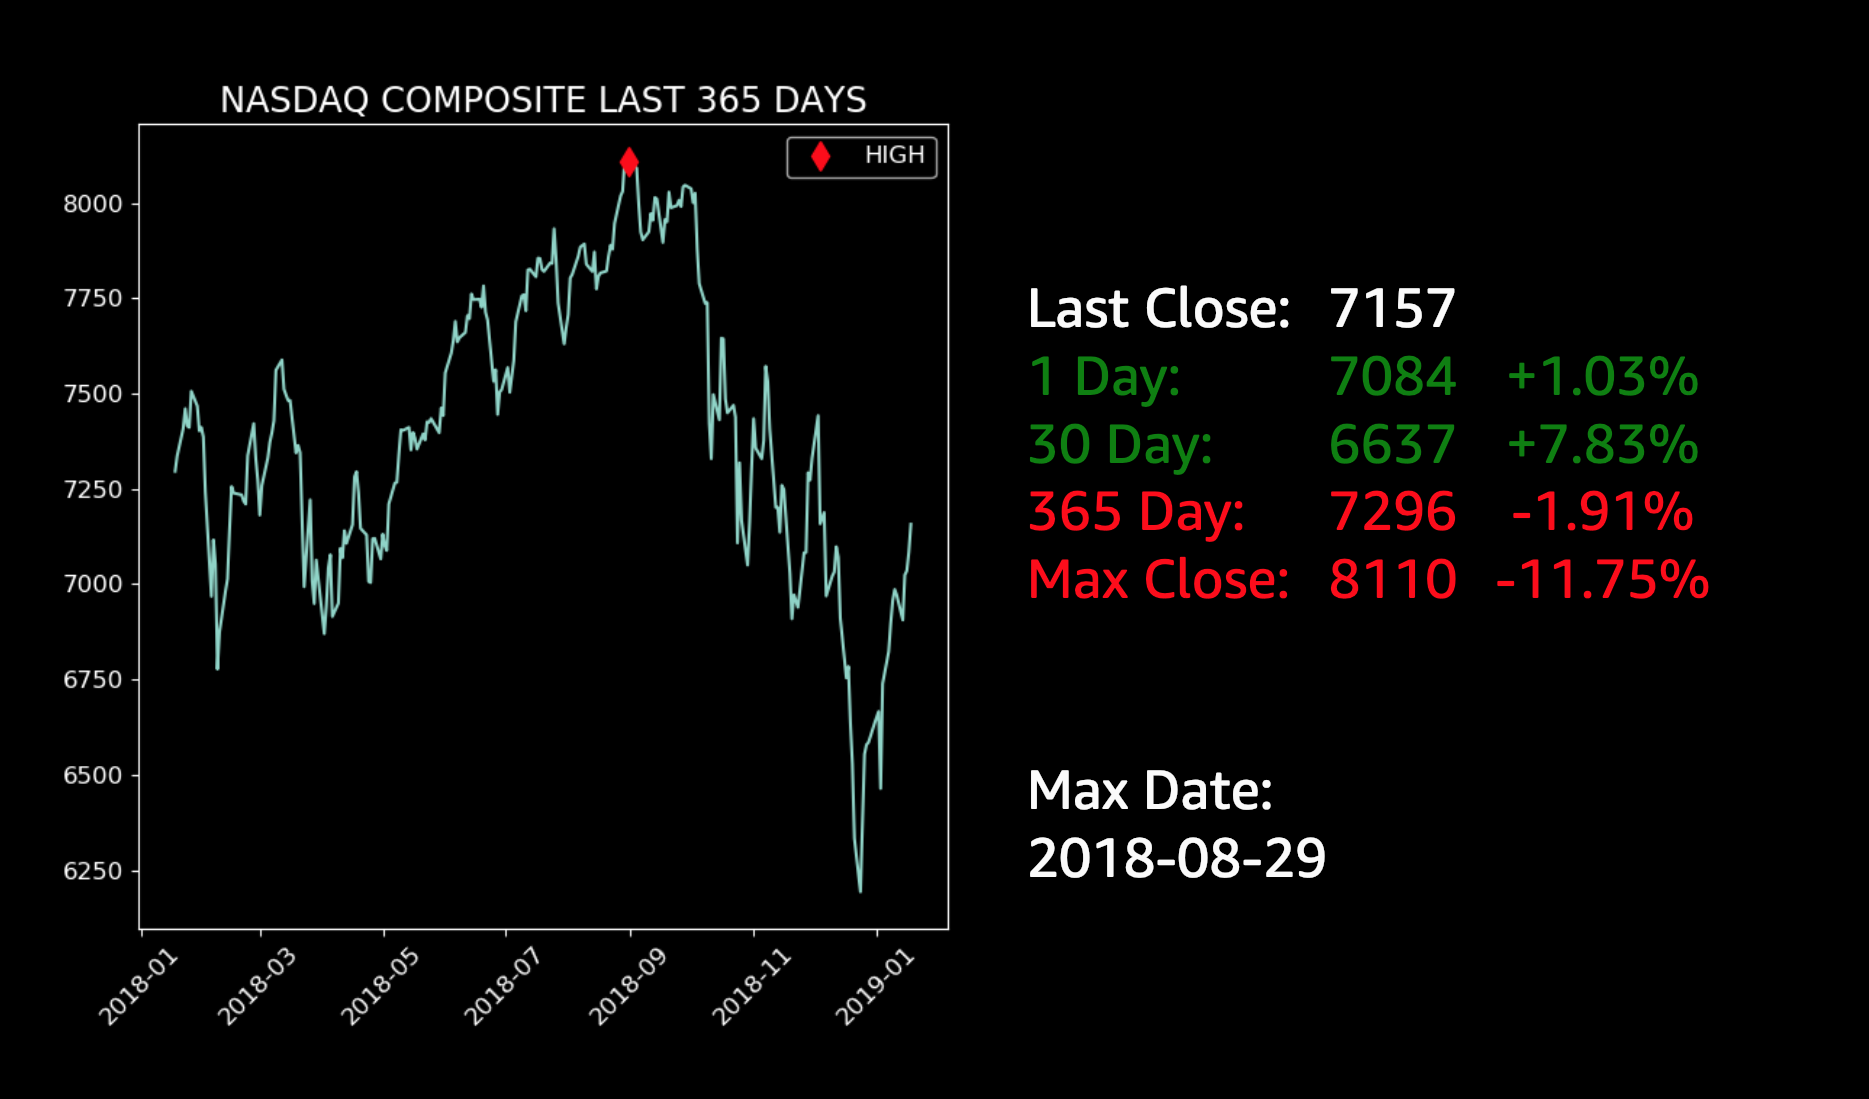 NASDAQ COMPOSITE LAST 365 DAYS
HIGH
8000
7750
7500
7250
7000
6750
6500
6250
2018-01
2018-03
2018-05
2018-07
2018-09
2018-11
2019-01
Last Close: 7157
1 Day: 7084 +1.03%
30 Day: 6637 +7.83%
365 Day: 7296 -1.91%
Max Close: 8110 -11.75%
Max Date:
2018-08-29